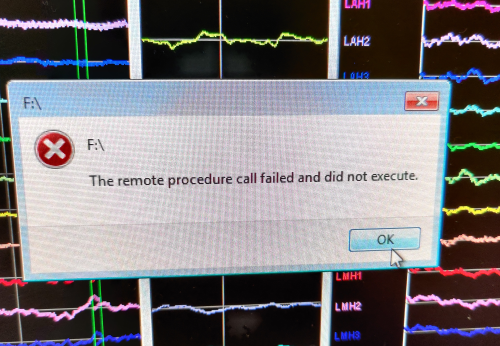 LAH1
LAH2
LAH3
F:\
F:\
The remote procedure call failed and did not execute.
OK
LMH1
LMH2
LMH3